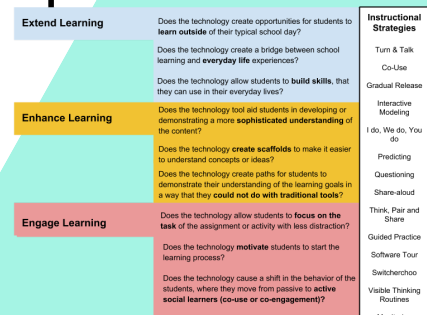 Extend Learning
Does the technology create opportunities for students to
learn outside of their typical school day?
Does the technology create a bridge between school
learning and everyday life experiences?
Does the technology allow students to build skills, that
they can use in their everyday lives?
Enhance Learning
Does the technology tool aid students in developing or
demonstrating a more sophisticated understanding of
the content?
Does the technology create scaffolds to make it easier
to understand concepts or ideas?
Does the technology create paths for students to
demonstrate their understanding of the learning goals in
a way that they could not do with traditional tools?
Engage Learning
Does the technology allow students to focus on the
task of the assignment or activity with less distraction?
Does the technology motivate students to start the
learning process?
Does the technology cause a shift in the behavior of the
students, where they move from passive to active
social learners (co-use or co-engagement)?
Instructional
Strategies
Turn & Talk
Co-Use
Gradual Release
Interactive
Modeling
I do, We do, You
do
Predicting
Questioning
Share-aloud
Think, Pair and
Share
Guided Practice
Software Tour
Switcherchoo
Visible Thinking
Routines